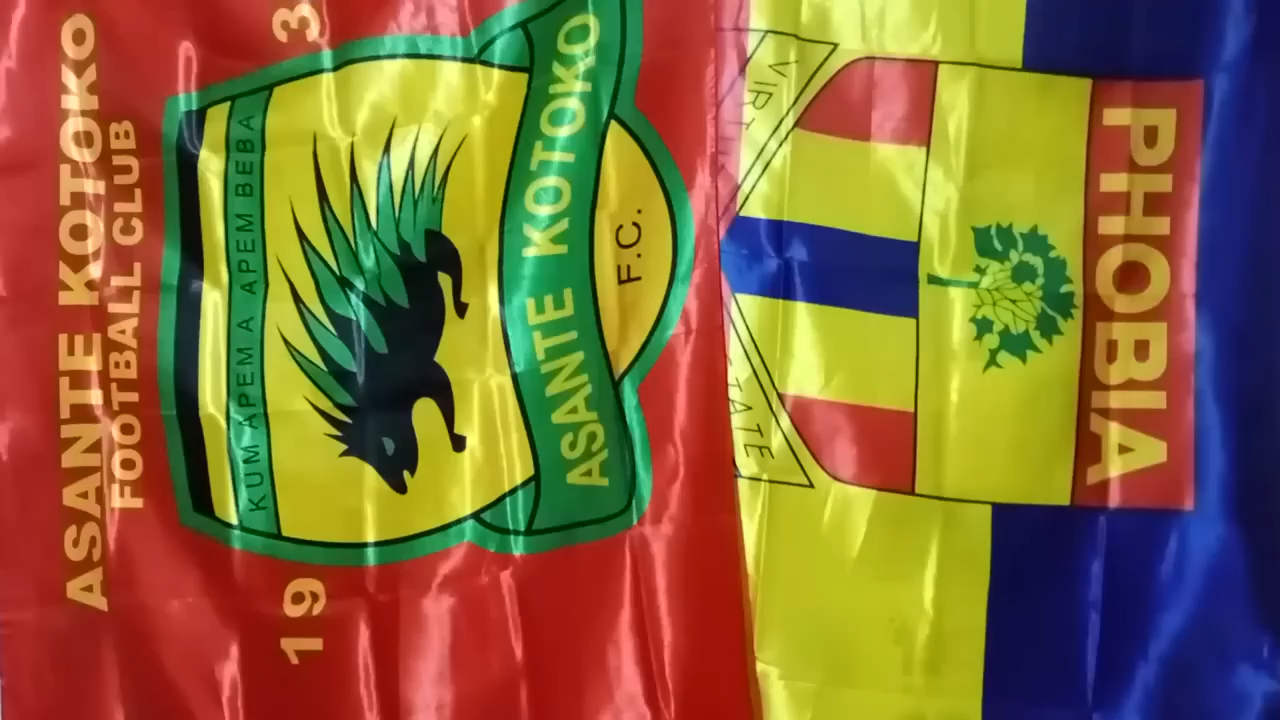 ASANTE KOTOKO
FOOTBALL CLUB
19 3
KUM APEM A APEM BEBA
ASANTE KOTOKO
F.C.
PHOBIA